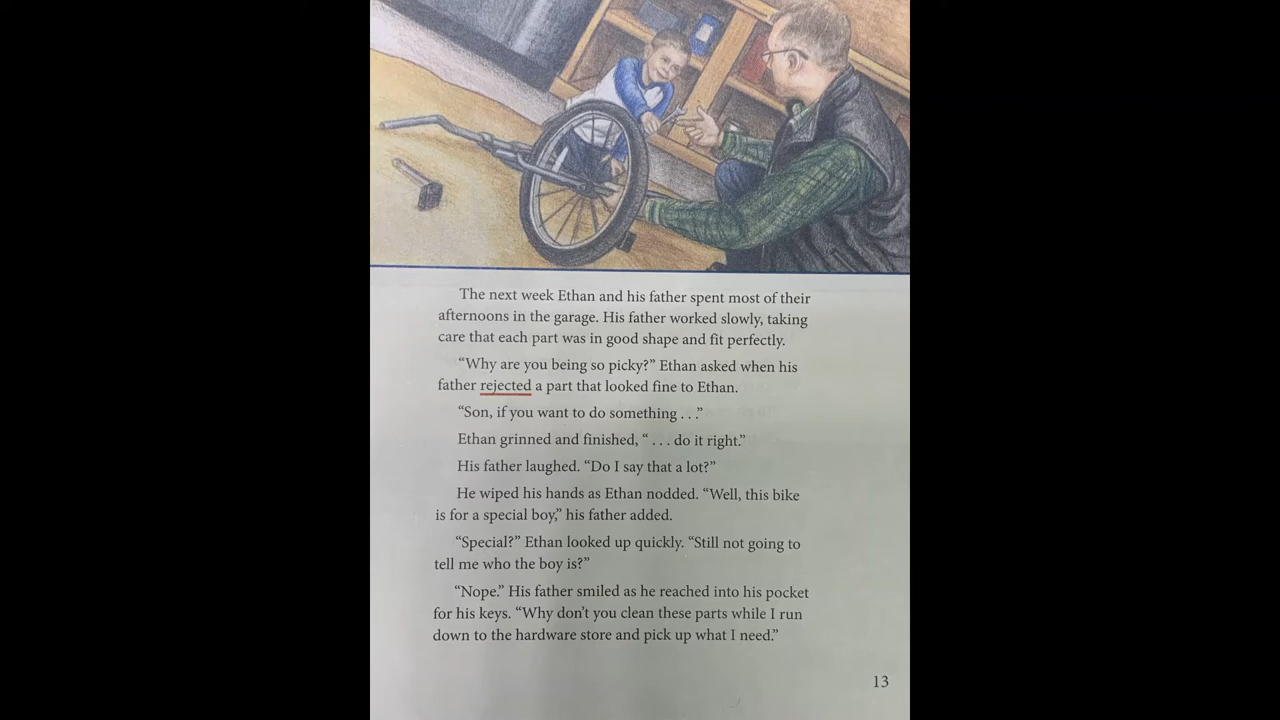 The next week Ethan and his father spent most of their
afternoons in the garage. His father worked slowly, taking
care that each part was in good shape and fit perfectly.
“Why are you being so picky?” Ethan asked when his
father rejected a part that looked fine to Ethan.
“Son, if you want to do something . . .”
Ethan grinned and finished, “ . . . do it right.”
His father laughed. “Do I say that a lot?”
He wiped his hands as Ethan nodded. “Well, this bike
is for a special boy,” his father added.
“Special?” Ethan looked up quickly. “Still not going to
tell me who the boy is?”
“Nope.” His father smiled as he reached into his pocket
for his keys. “Why don’t you clean these parts while I run
down to the hardware store and pick up what I need.”
13